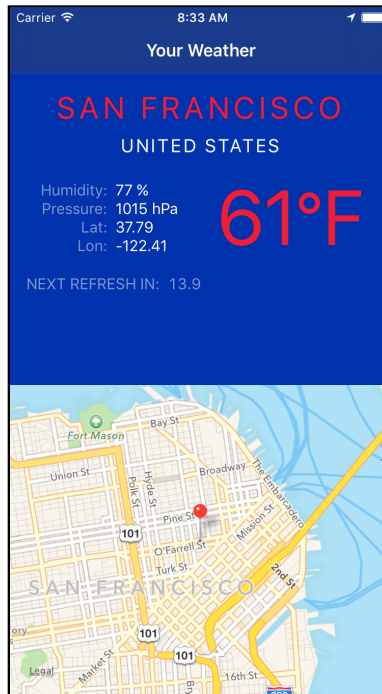 Carrier 8:33 AM
Your Weather
SAN FRANCISCO
UNITED STATES
Humidity: 77 %
Pressure: 1015 hPa
Lat: 37.79
Lon: -122.41
61°F
NEXT REFRESH IN: 13.9
Fort Mason
Bay St
Union St
Polk St
Hyde St
Broadway
The Embarcadero
Pine St
Mission St
101
O'Farrell St
Turk St
2nd St
SAN FRANCISCO
101
101
Market St
Legal
16th St